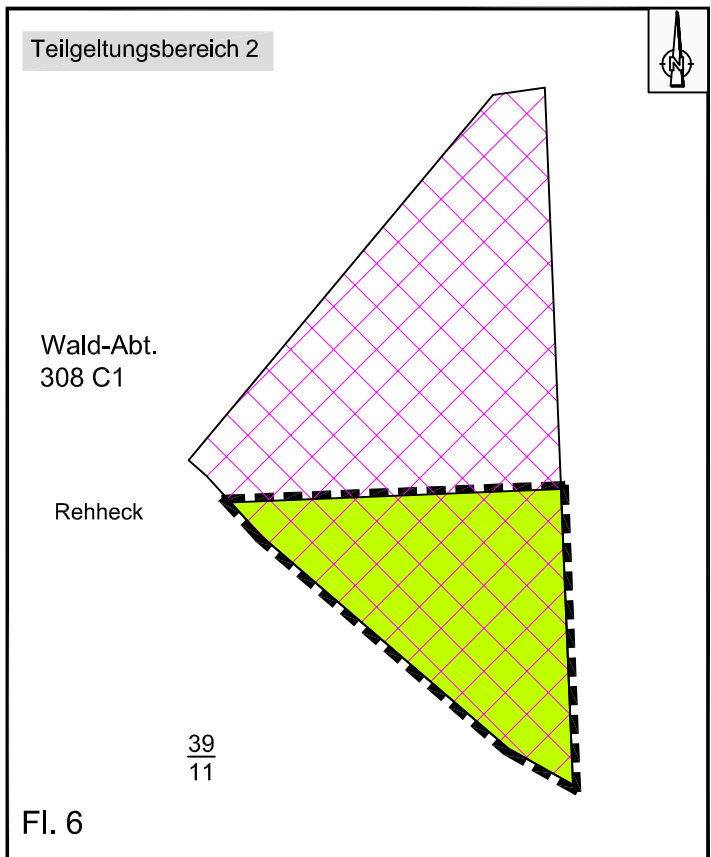 Teilgeltungsbereich 2
N
Wald-Abt.
308 C1
Rehheck
39
11
Fl. 6